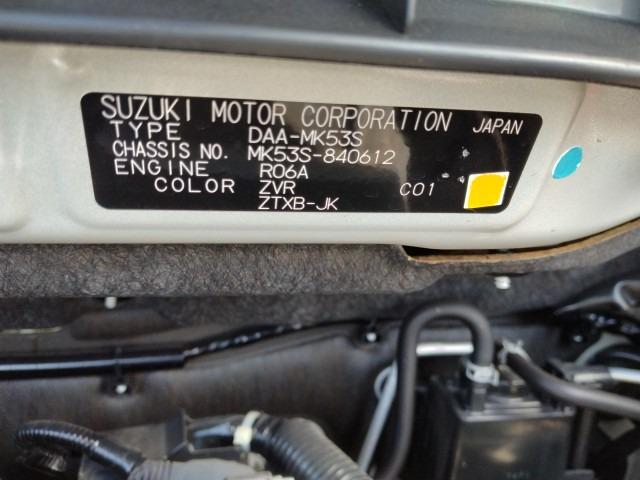 SUZUKI MOTOR CORPORATION JAPAN
TYPE DAA-MK53S
CHASSIS NO. MK53S-840612
ENGINE R06A
COLOR ZVR C01
ZTXB-JK